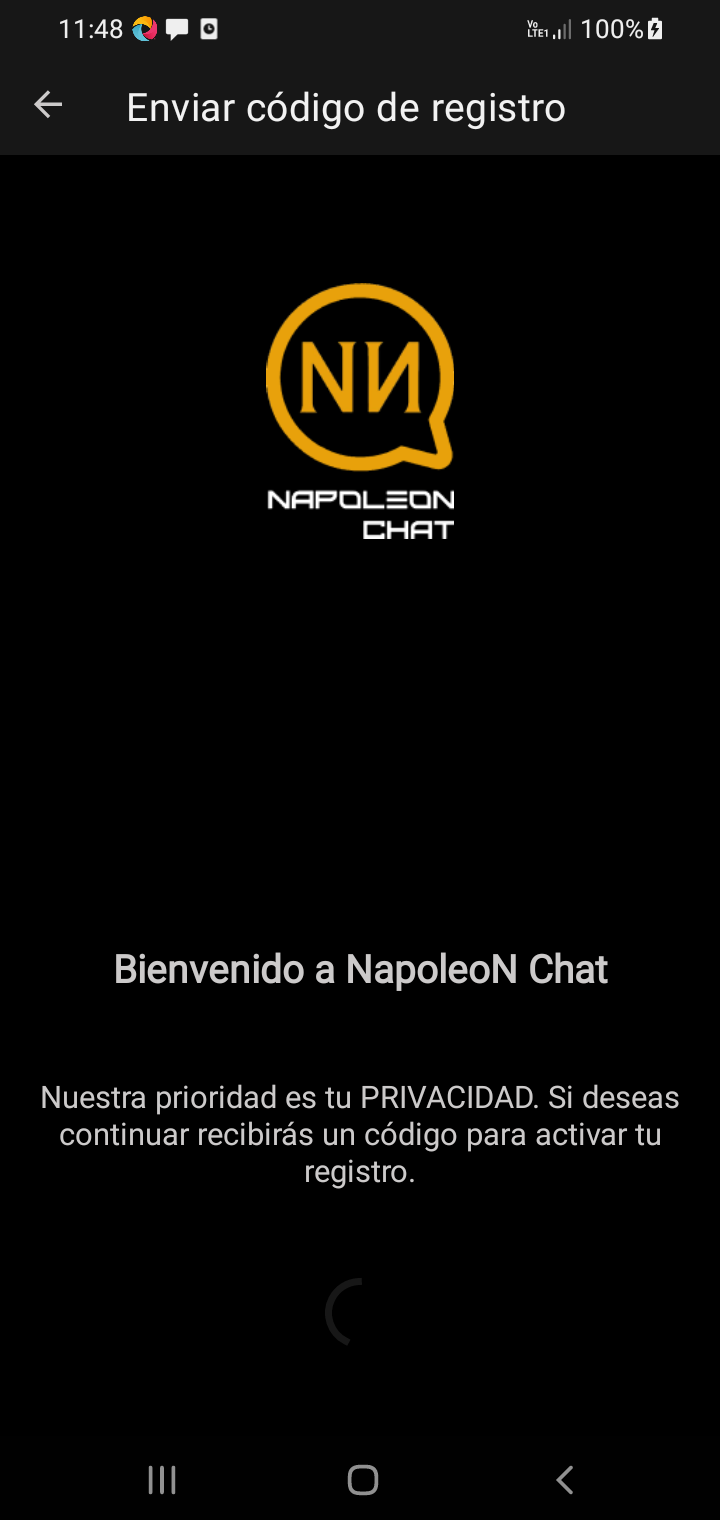 11:48
Vo
LTE1
100%
Enviar código de registro
NИ
NAPOLEON
CHAT
Bienvenido a NapoleoN Chat
Nuestra prioridad es tu PRIVACIDAD. Si deseas
continuar recibirás un código para activar tu
registro.